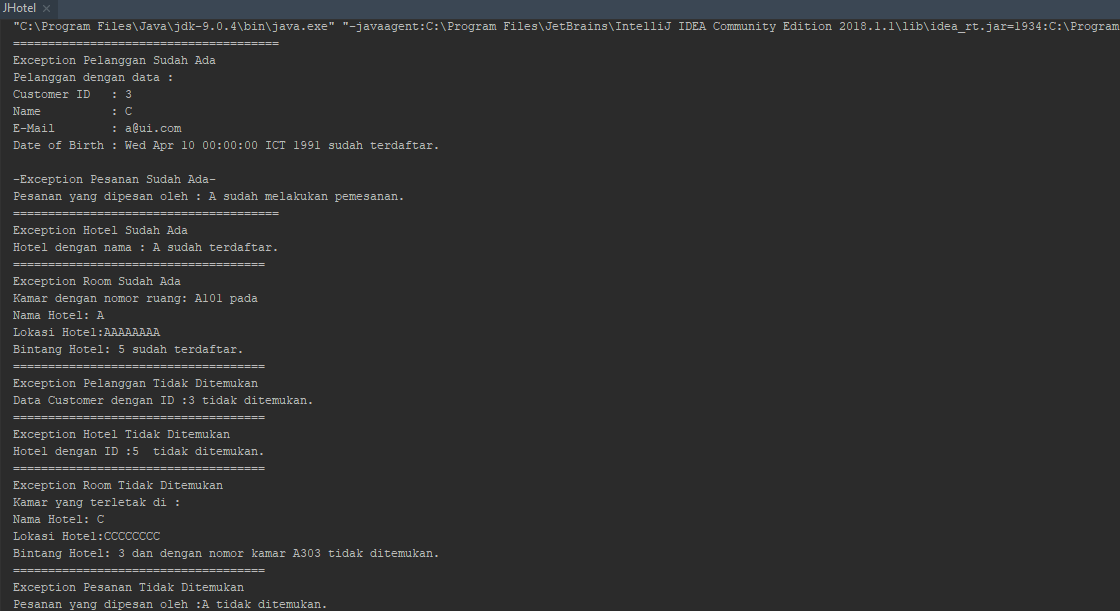 JHotel
"C:\Program Files\Java\jdk-9.0.4\bin\java.exe" "-javaagent:C:\Program Files\JetBrains\IntelliJ IDEA Community Edition 2018.1.1\lib\idea_rt.jar=1934:C:\Program
======================================
Exception Pelanggan Sudah Ada
Pelanggan dengan data :
Customer ID   : 3
Name          : C
E-Mail        : a@ui.com
Date of Birth : Wed Apr 10 00:00:00 ICT 1991 sudah terdaftar.
-Exception Pesanan Sudah Ada-
Pesanan yang dipesan oleh : A sudah melakukan pemesanan.
======================================
Exception Hotel Sudah Ada
Hotel dengan nama : A sudah terdaftar.
====================================
Exception Room Sudah Ada
Kamar dengan nomor ruang: A101 pada
Nama Hotel: A
Lokasi Hotel:AAAAAAAA
Bintang Hotel: 5 sudah terdaftar.
====================================
Exception Pelanggan Tidak Ditemukan
Data Customer dengan ID :3 tidak ditemukan.
====================================
Exception Hotel Tidak Ditemukan
Hotel dengan ID :5  tidak ditemukan.
====================================
Exception Room Tidak Ditemukan
Kamar yang terletak di :
Nama Hotel: C
Lokasi Hotel:CCCCCCCC
Bintang Hotel: 3 dan dengan nomor kamar A303 tidak ditemukan.
====================================
Exception Pesanan Tidak Ditemukan
Pesanan yang dipesan oleh :A tidak ditemukan.